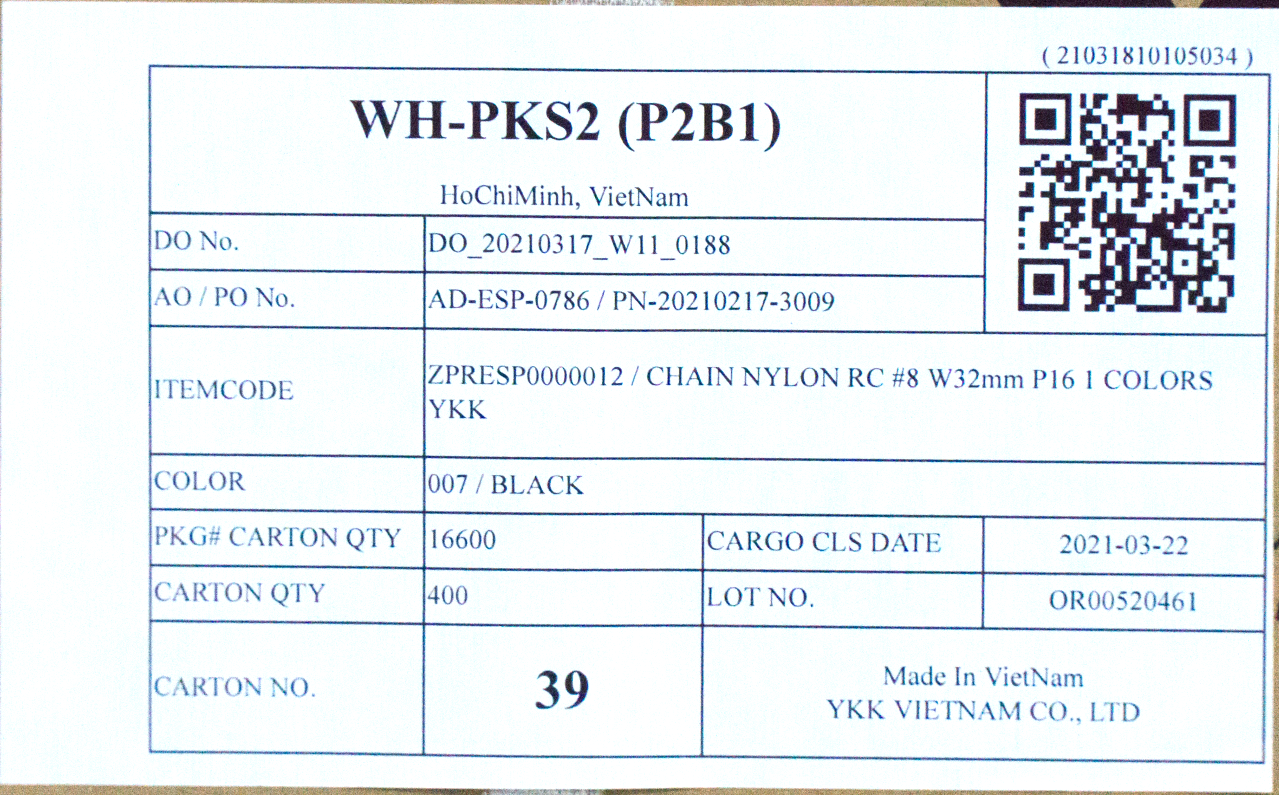 ( 21031810105034 )
WH-PKS2 (P2B1)
HoChiMinh, VietNam
DO No. DO_20210317_W11_0188
AO / PO No. AD-ESP-0786 / PN-20210217-3009
ITEMCODE ZPRESP0000012 / CHAIN NYLON RC #8 W32mm P16 1 COLORS
YKK
COLOR 007 / BLACK
PKG# CARTON QTY 16600 CARGO CLS DATE 2021-03-22
CARTON QTY 400 LOT NO. OR00520461
CARTON NO. 39 Made In VietNam
YKK VIETNAM CO., LTD